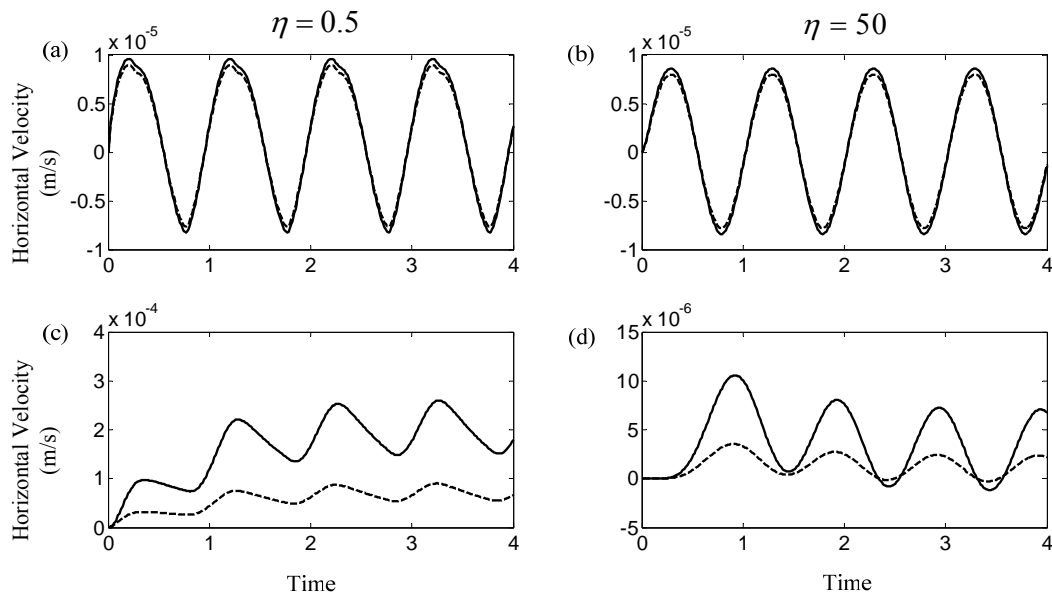 η = 0.5
η = 50
(a)
x 10⁻⁵
1
0.5
0
-0.5
-1
0 1 2 3 4
Horizontal Velocity
(m/s)
(b)
x 10⁻⁵
1
0.5
0
-0.5
-1
0 1 2 3 4
(c)
x 10⁻⁴
4
3
2
1
0
0 1 2 3 4
Horizontal Velocity
(m/s)
Time
(d)
x 10⁻⁶
15
10
5
0
-5
0 1 2 3 4
Time